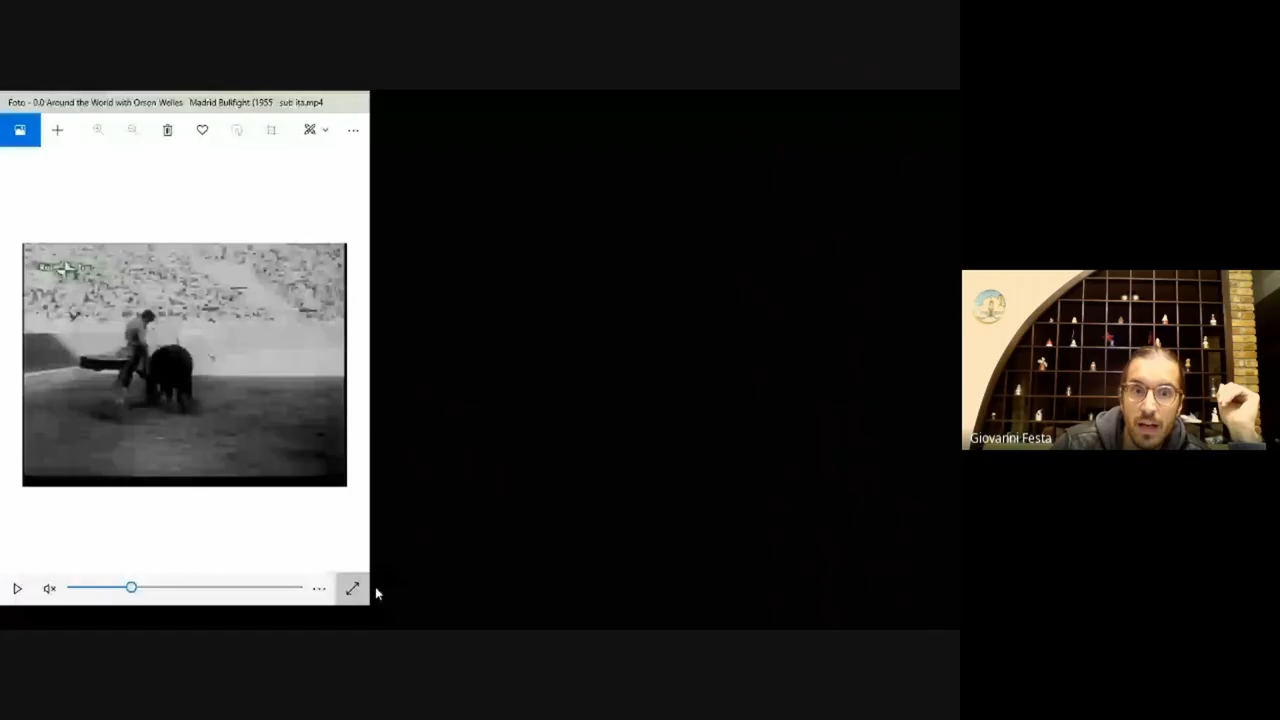 Foto - 0.0 Around the World with Orson Welles Madrid Bullfight (1955 sub ita.mp4
Giovanni Festa